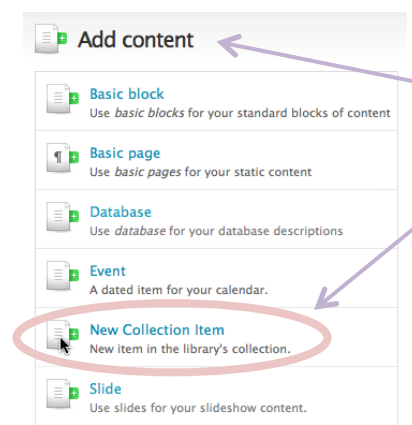 Add content
Basic block
Use basic blocks for your standard blocks of content
Basic page
Use basic pages for your static content
Database
Use database for your database descriptions
Event
A dated item for your calendar.
New Collection Item
New item in the library's collection.
Slide
Use slides for your slideshow content.